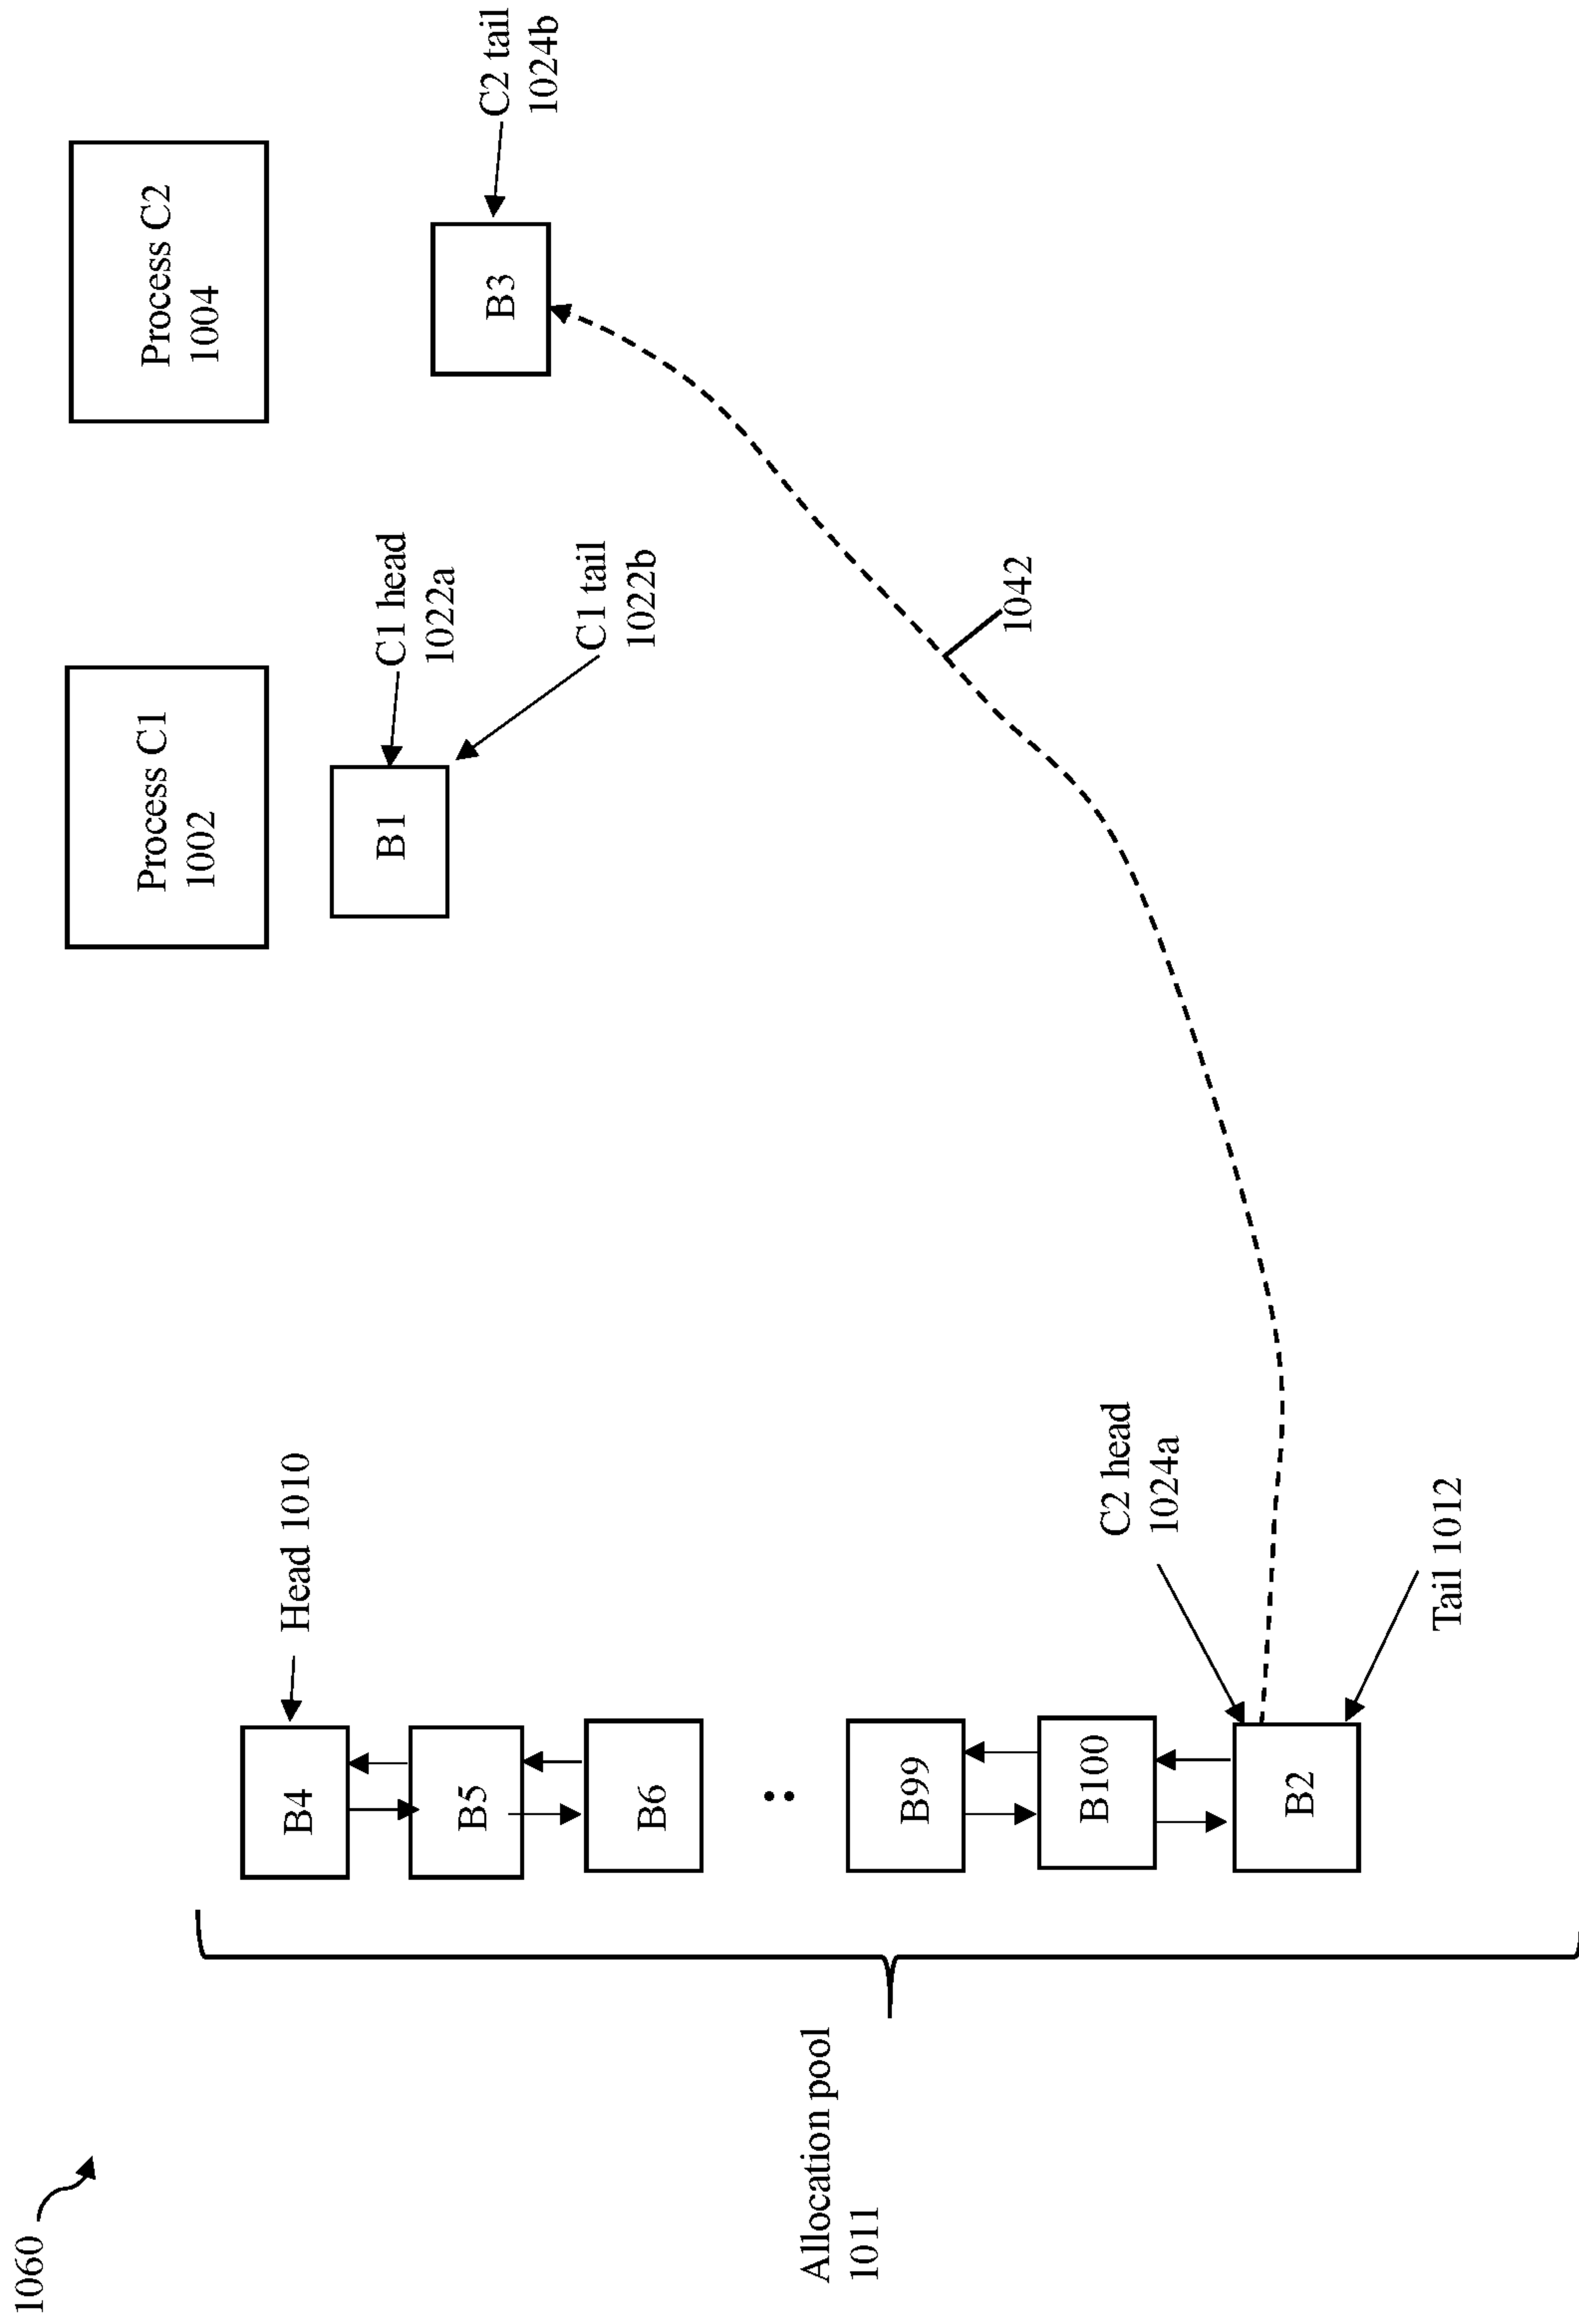 1060
Process C1
1002
Process C2
1004
Head 1010
B4
B5
B6
B99
B100
B2
Allocation pool
1011
C2 head
1024a
Tail 1012
B1
C1 head
1022a
C1 tail
1022b
B3
C2 tail
1024b
1042